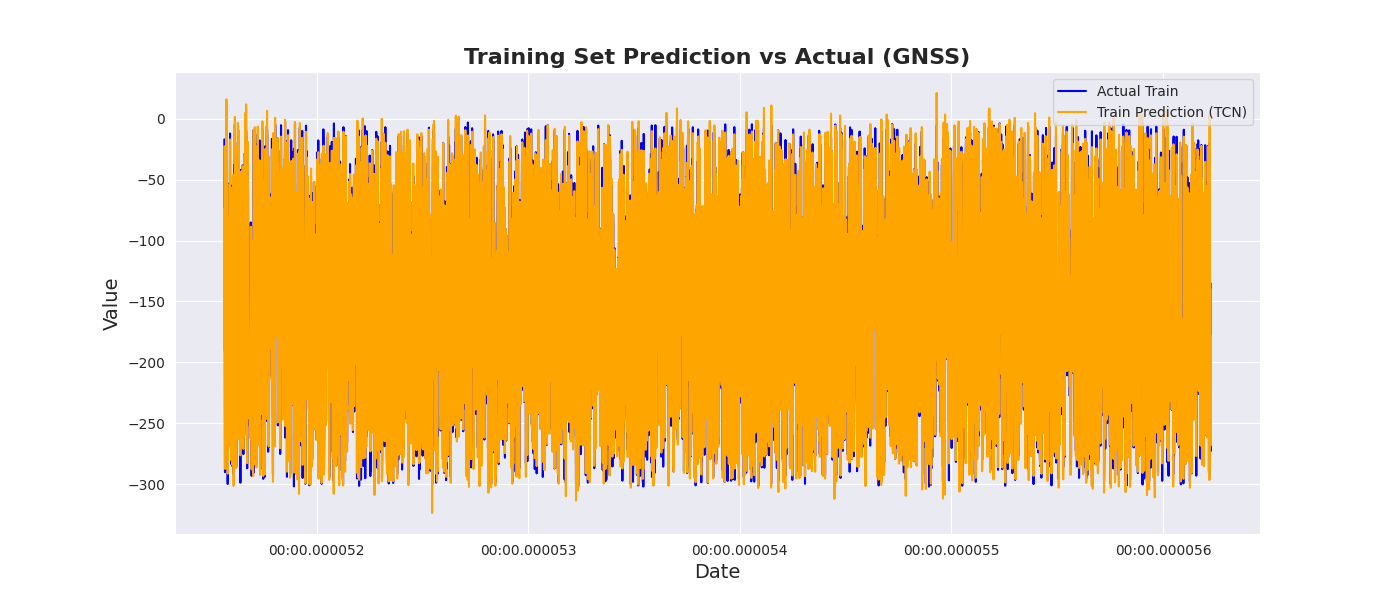 Training Set Prediction vs Actual (GNSS)
Actual Train
Train Prediction (TCN)
Value
0
−50
−100
−150
−200
−250
−300
00:00.000052
00:00.000053
00:00.000054
00:00.000055
00:00.000056
Date